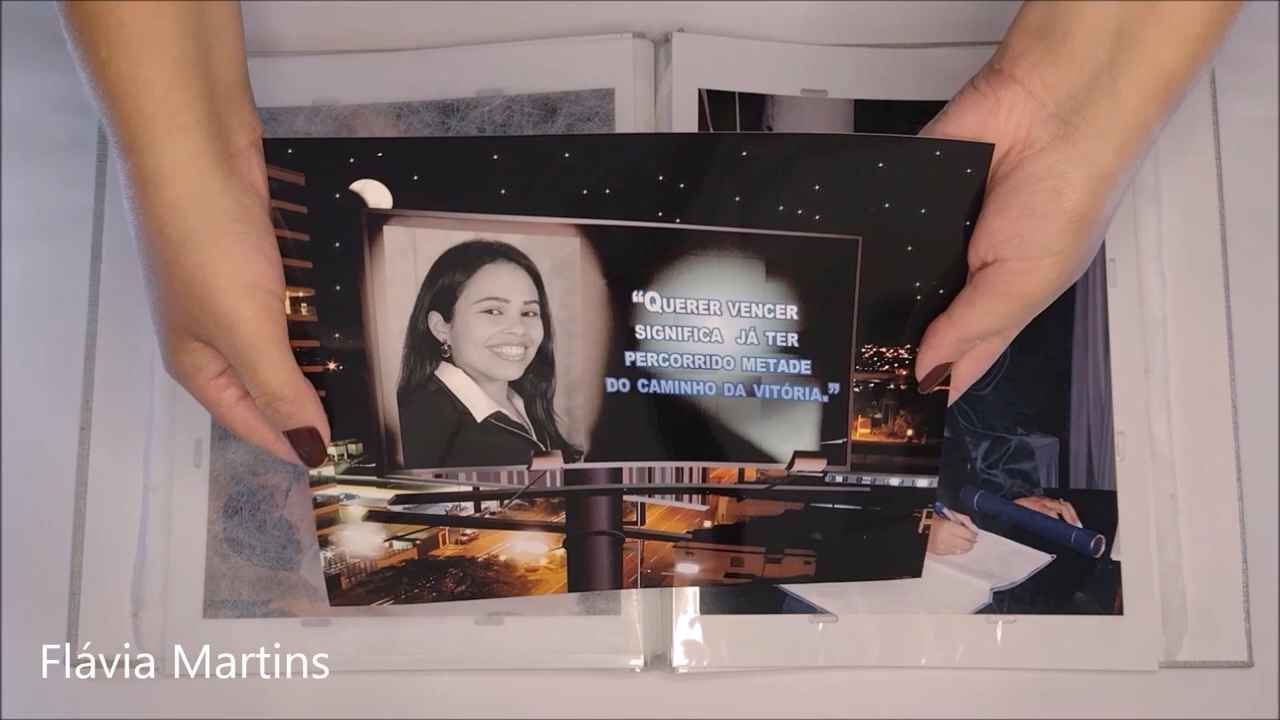 “QUERER VENCER
SIGNIFICA JÁ TER
PERCORRIDO METADE
DO CAMINHO DA VITÓRIA.”
Flávia Martins